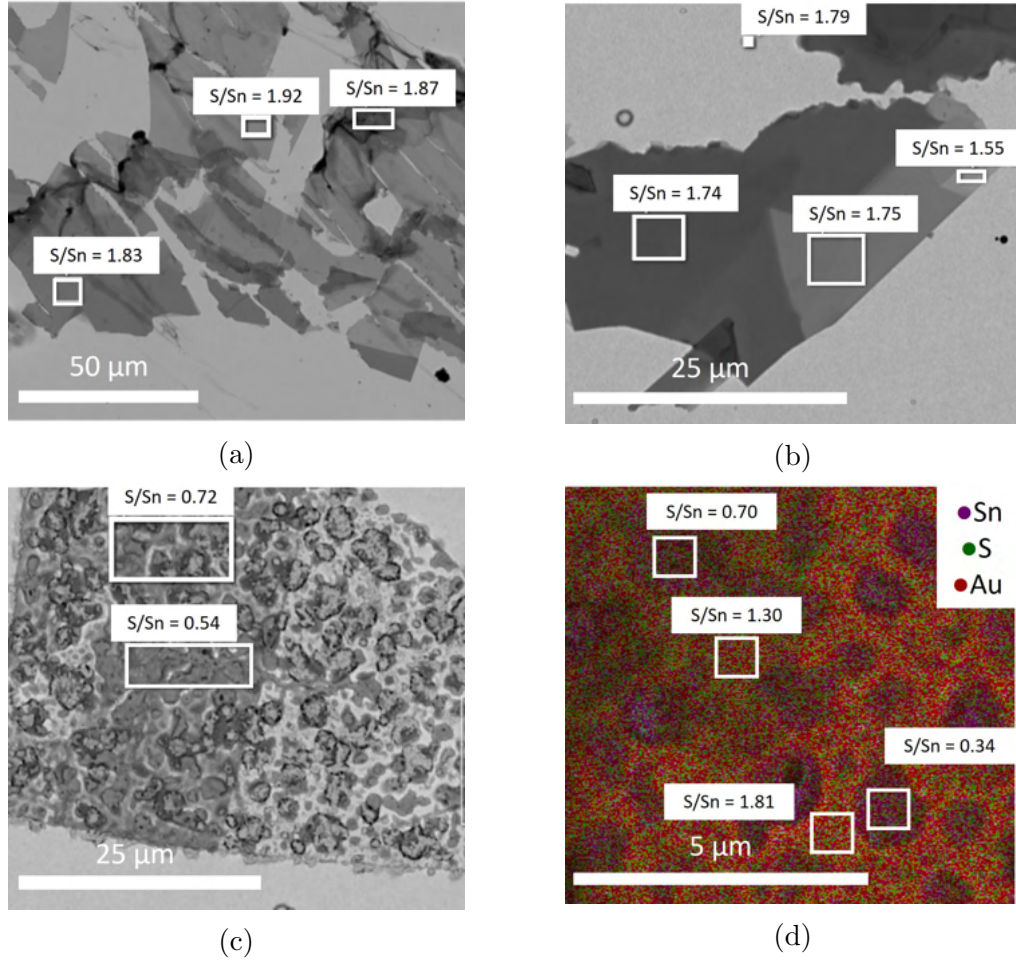 S/Sn = 1.92
S/Sn = 1.87
S/Sn = 1.83
50 μm
(a)
S/Sn = 1.79
S/Sn = 1.55
S/Sn = 1.74
S/Sn = 1.75
25 μm
(b)
S/Sn = 0.72
S/Sn = 0.54
25 μm
(c)
S/Sn = 0.70
Sn
S
Au
S/Sn = 1.30
S/Sn = 0.34
S/Sn = 1.81
5 μm
(d)